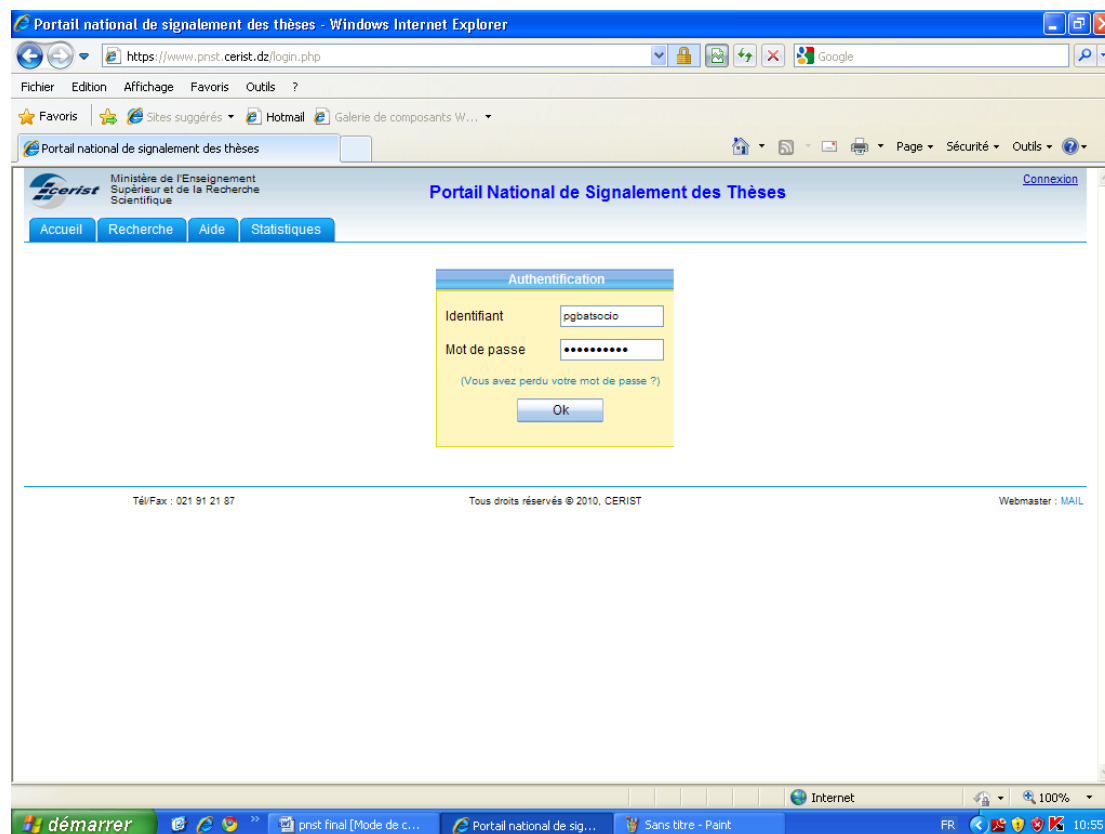 Portail national de signalement des thèses - Windows Internet Explorer
https://www.pnst.cerist.dz/login.php
Google
Fichier Edition Affichage Favoris Outils ?
Favoris Sites suggérés Hotmail Galerie de composants W...
Portail national de signalement des thèses
Page Sécurité Outils
cerist
Ministère de l'Enseignement
Supèrieur et de la Recherche
Scientifique
Portail National de Signalement des Thèses
Connexion
Accueil Recherche Aide Statistiques
Authentification
Identifiant pgbatsocio
Mot de passe ••••••••••
(Vous avez perdu votre mot de passe ?)
Ok
Tél/Fax : 021 91 21 87 Tous droits réservés © 2010, CERIST Webmaster : MAIL
Internet 100%
démarrer » pnst final [Mode de c... Portail national de sig... Sans titre - Paint FR 10:55